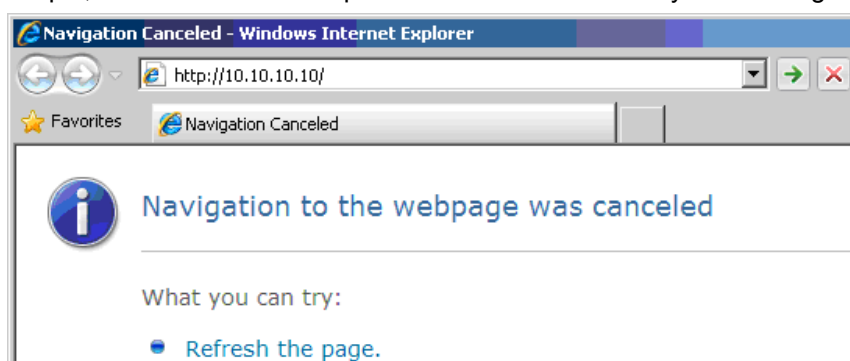 Navigation Canceled - Windows Internet Explorer
http://10.10.10.10/
Favorites Navigation Canceled
Navigation to the webpage was canceled
What you can try:
Refresh the page.